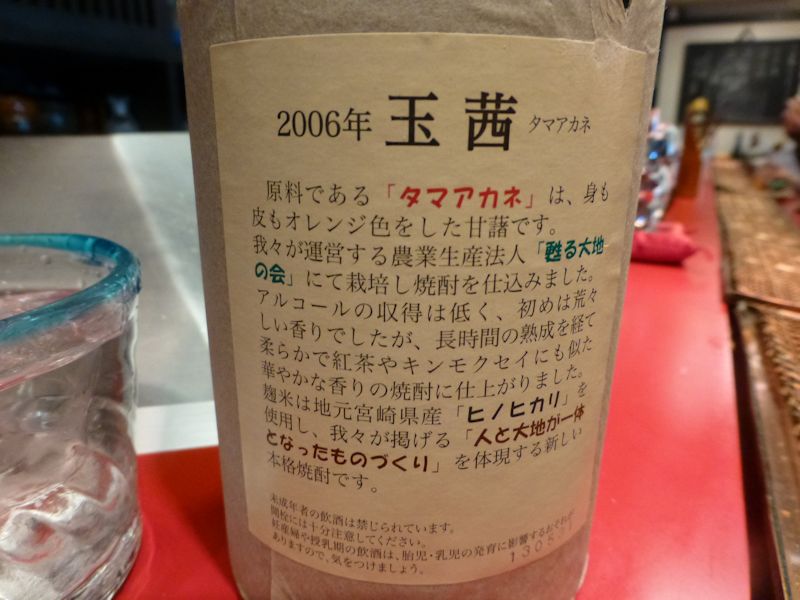 2006年 玉茜 タマアカネ
原料である「タマアカネ」は、身も
皮もオレンジ色をした甘藷です。
我々が運営する農業生産法人「甦る大地
の会」にて栽培し焼酎を仕込みました。
アルコールの収得は低く、初めは荒々
しい香りでしたが、長時間の熟成を経て
柔らかで紅茶やキンモクセイにも似た
華やかな香りの焼酎に仕上がりました。
麹米は地元宮崎県産「ヒノヒカリ」を
使用し、我々が掲げる「人と大地が一体
となったものづくり」を体現する新しい
本格焼酎です。
未成年者の飲酒は禁じられています。
開栓には十分注意してください。
妊産婦や授乳期の飲酒は、胎児・乳児の発育に影響するおそれが
ありますので、気をつけましょう。